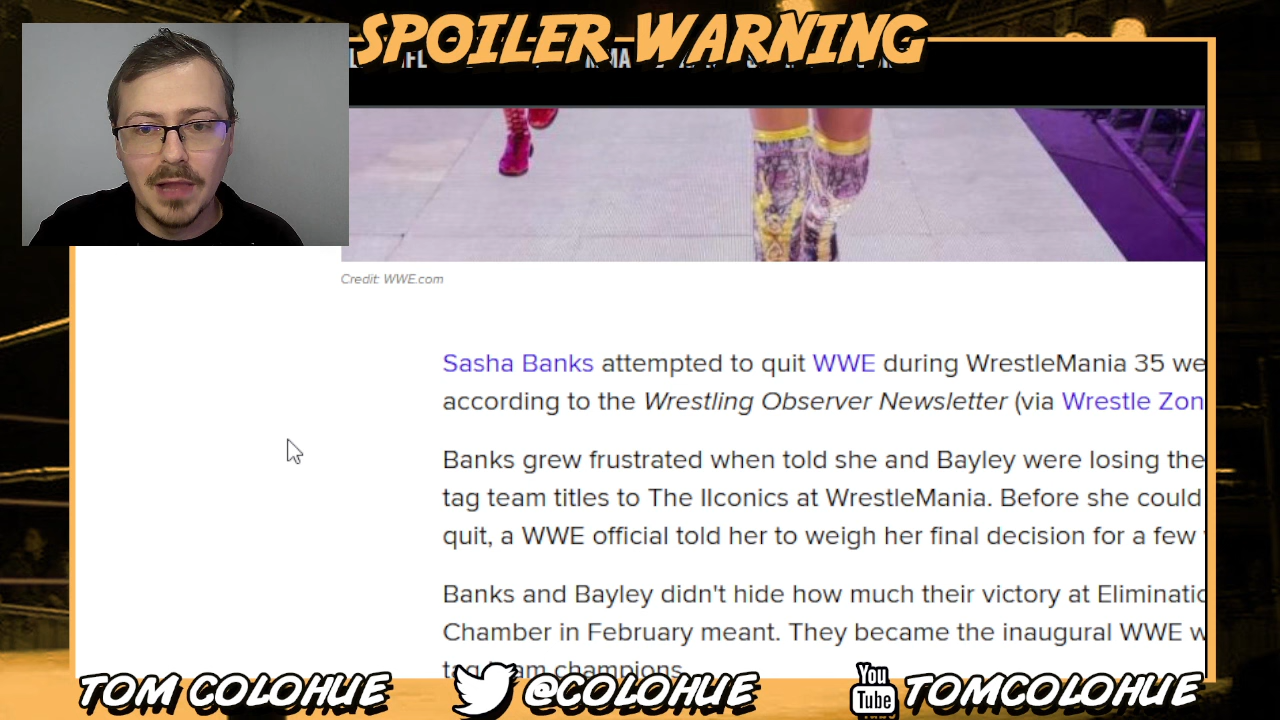 SPOILER-WARNING
Credit: WWE.com
Sasha Banks attempted to quit WWE during WrestleMania 35 we
according to the Wrestling Observer Newsletter (via Wrestle Zon
Banks grew frustrated when told she and Bayley were losing the
tag team titles to The IIconics at WrestleMania. Before she could
quit, a WWE official told her to weigh her final decision for a few
Banks and Bayley didn't hide how much their victory at Eliminatio
Chamber in February meant. They became the inaugural WWE w
tag team champions.
TOM COLOHUE
@COLOHUE
You
Tube
TOMCOLOHUE